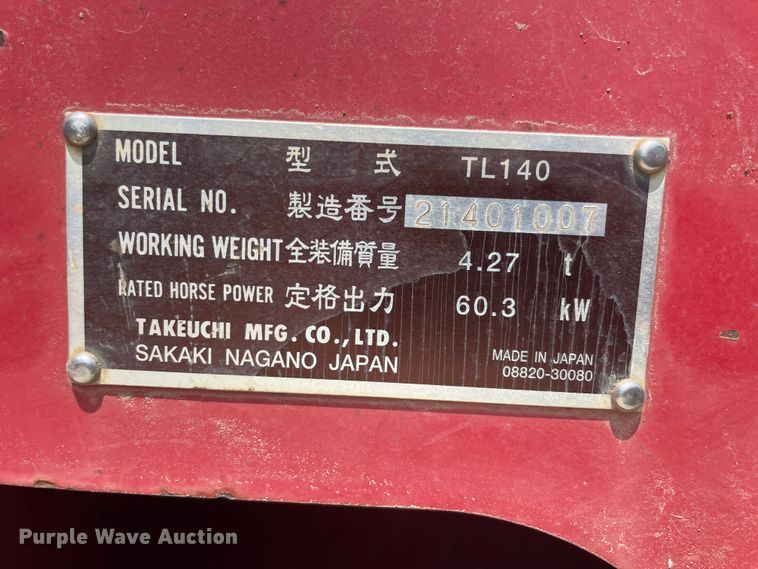 MODEL 型式 TL140
SERIAL NO. 製造番号 21401007
WORKING WEIGHT 全装備質量 4.27 t
RATED HORSE POWER 定格出力 60.3 kW
TAKEUCHI MFG. CO., LTD.
SAKAKI NAGANO JAPAN
MADE IN JAPAN
08820-30080
Purple Wave Auction